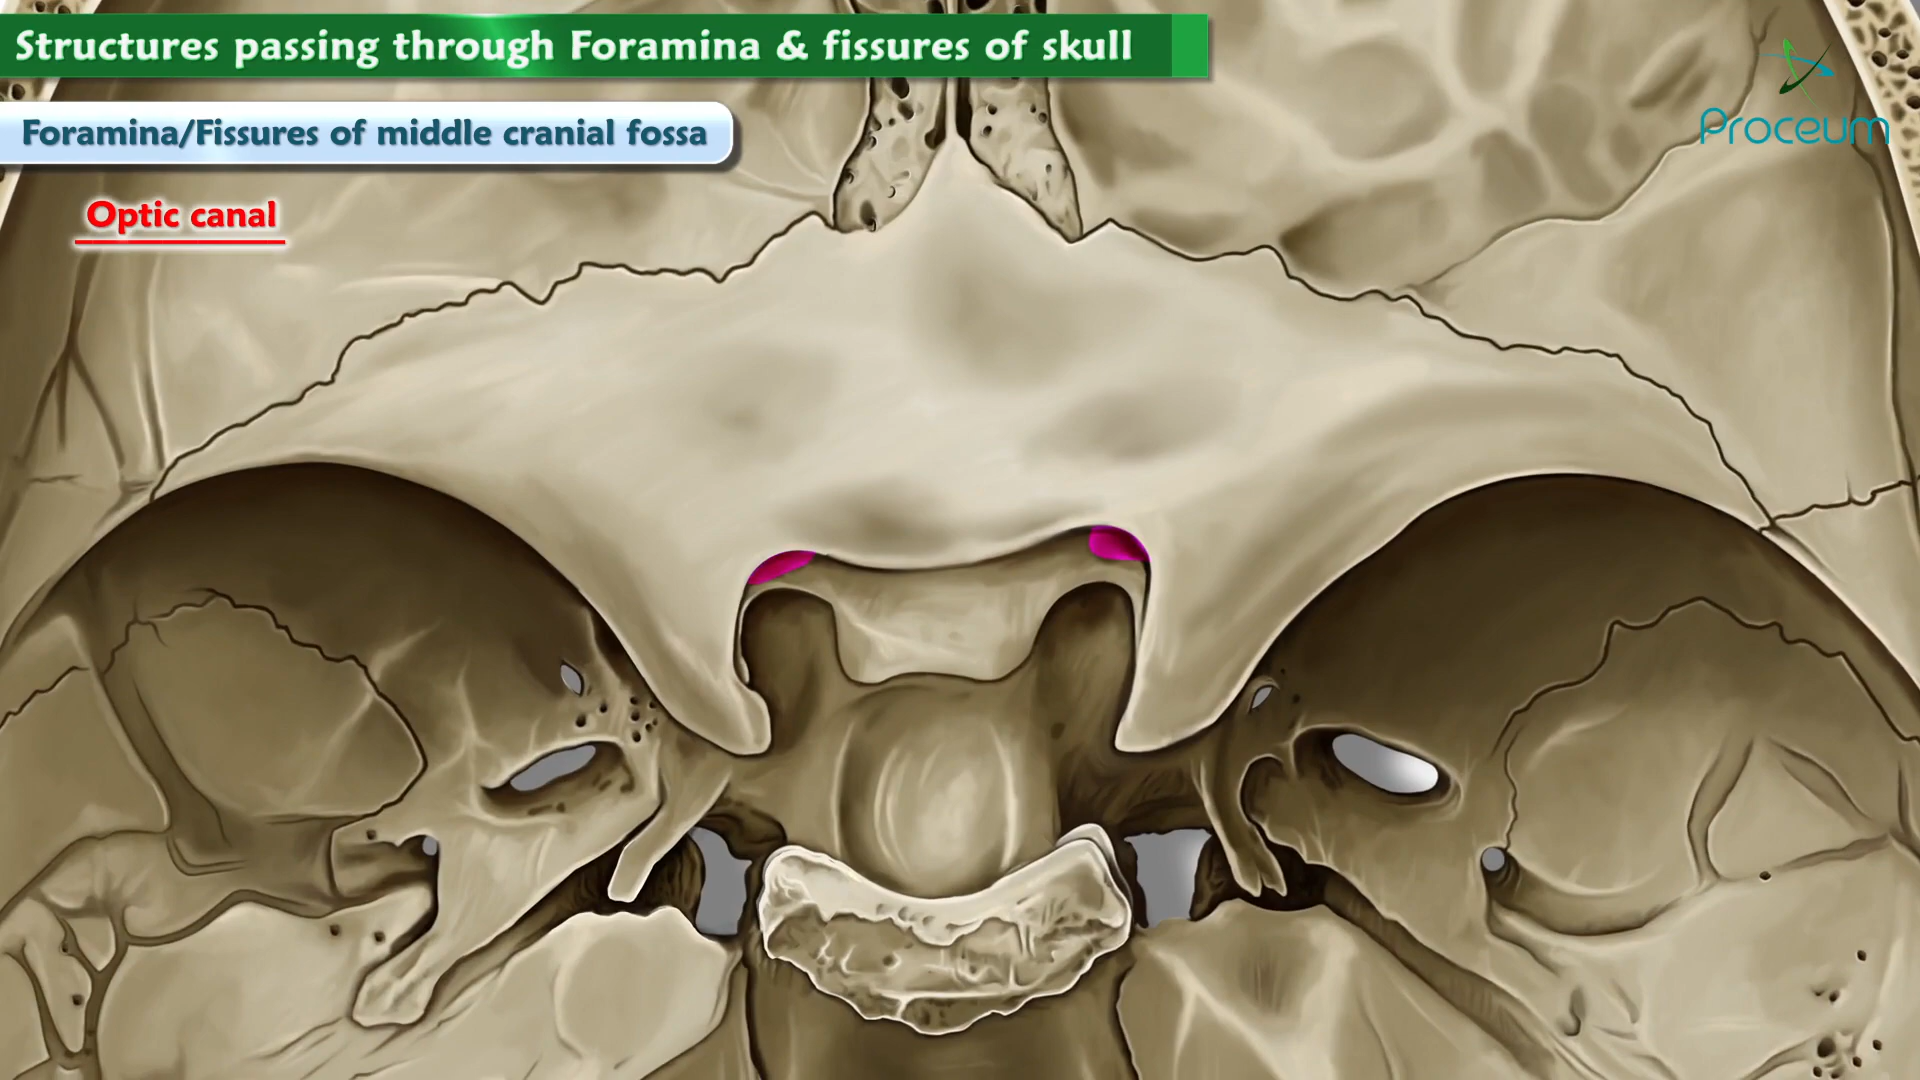 Structures passing through Foramina & fissures of skull
Foramina/Fissures of middle cranial fossa
Proceum
Optic canal